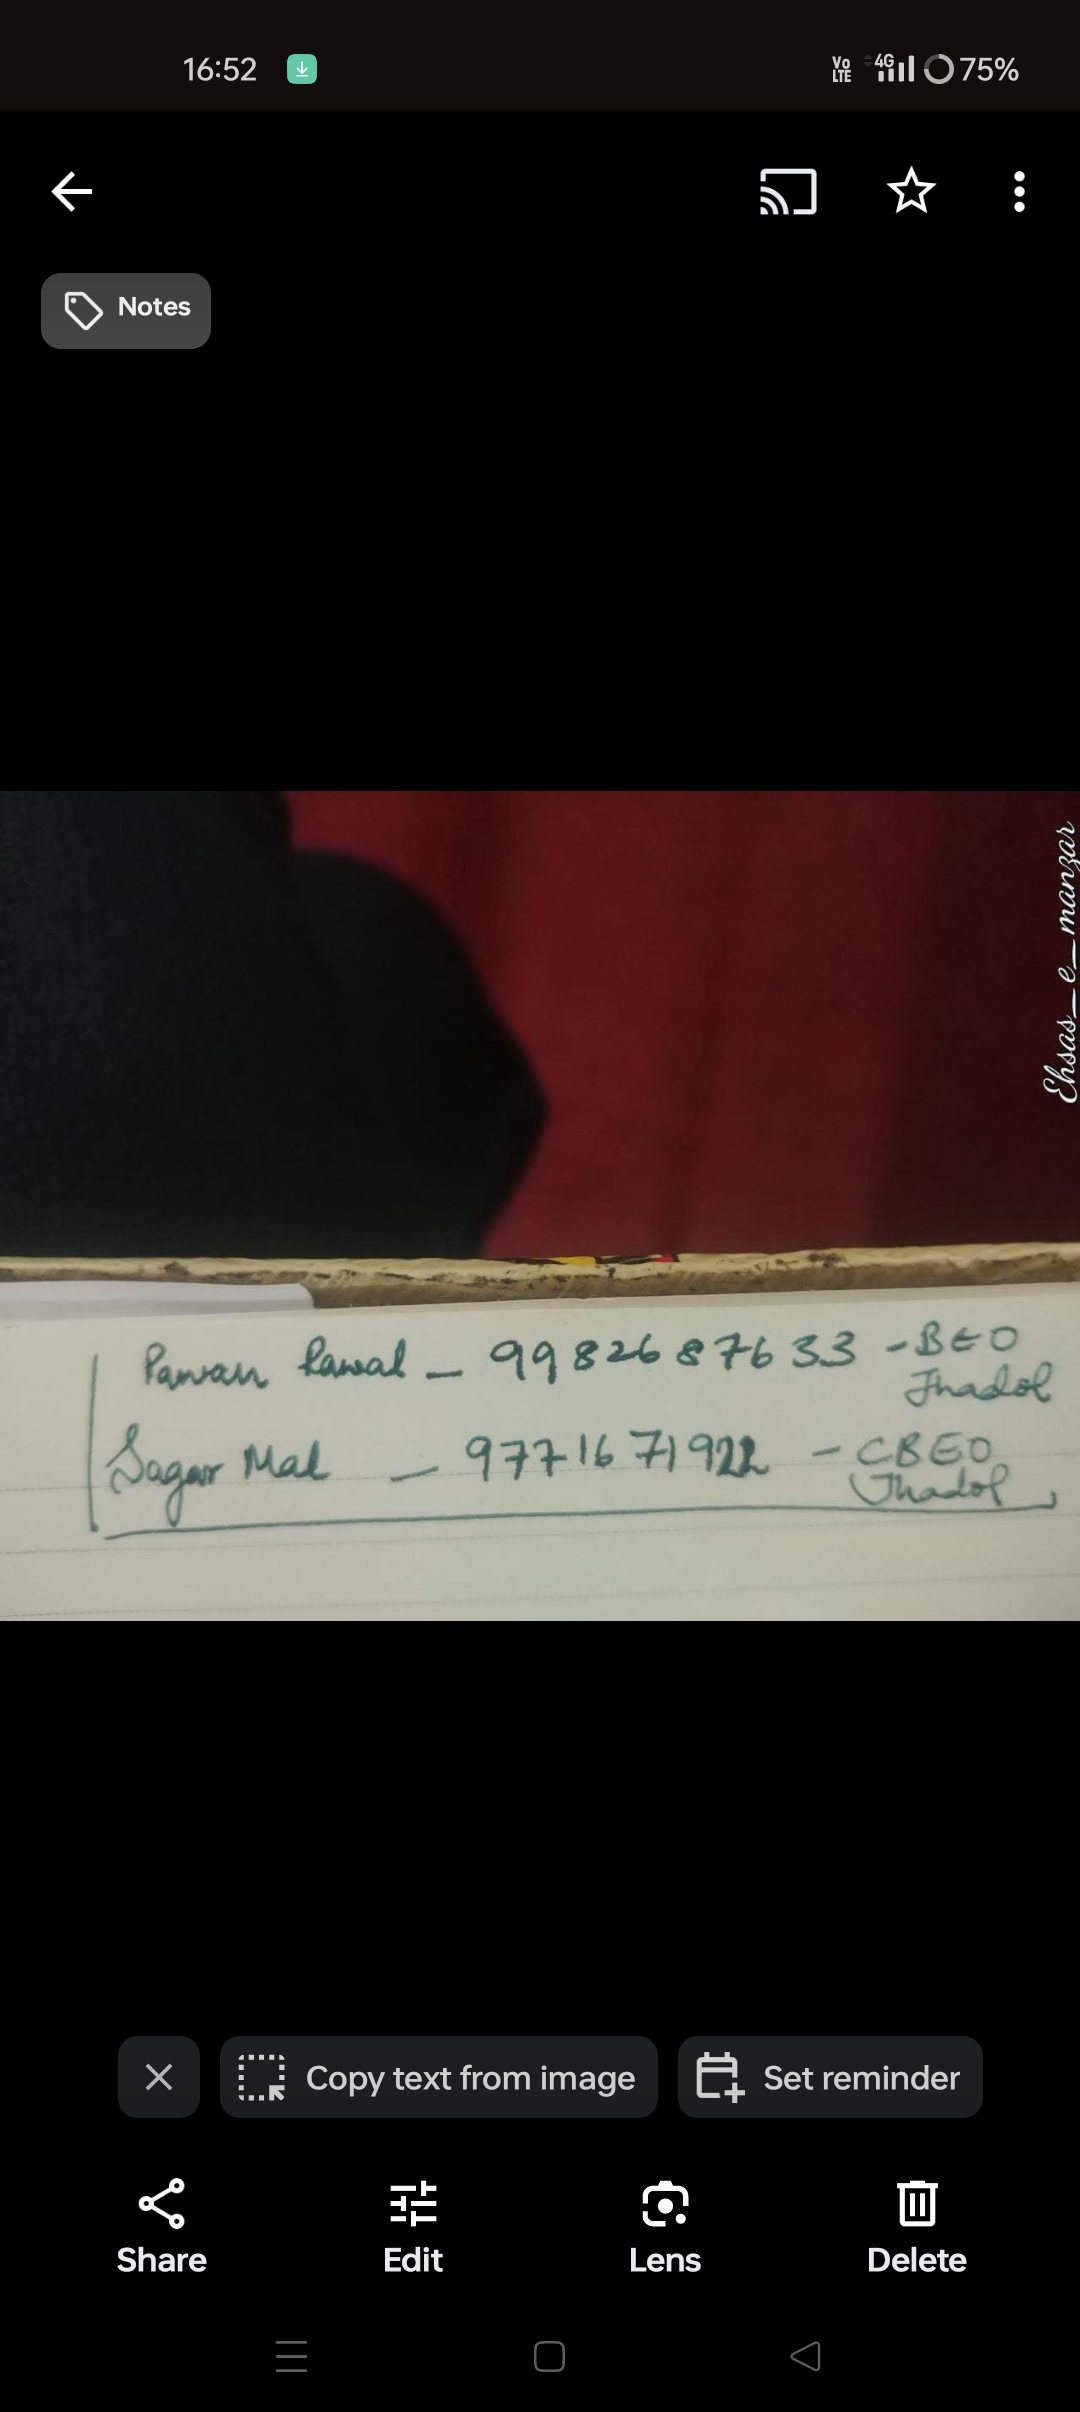 16:52
Vo LTE 4G 75%
Notes
Ehsas_e_manzar
Pawan Rawal - 9982687633 - BEO
Jhadol
Sagar Mal - 9771671922 - CBEO
Jhadol
Copy text from image
Set reminder
Share Edit Lens Delete